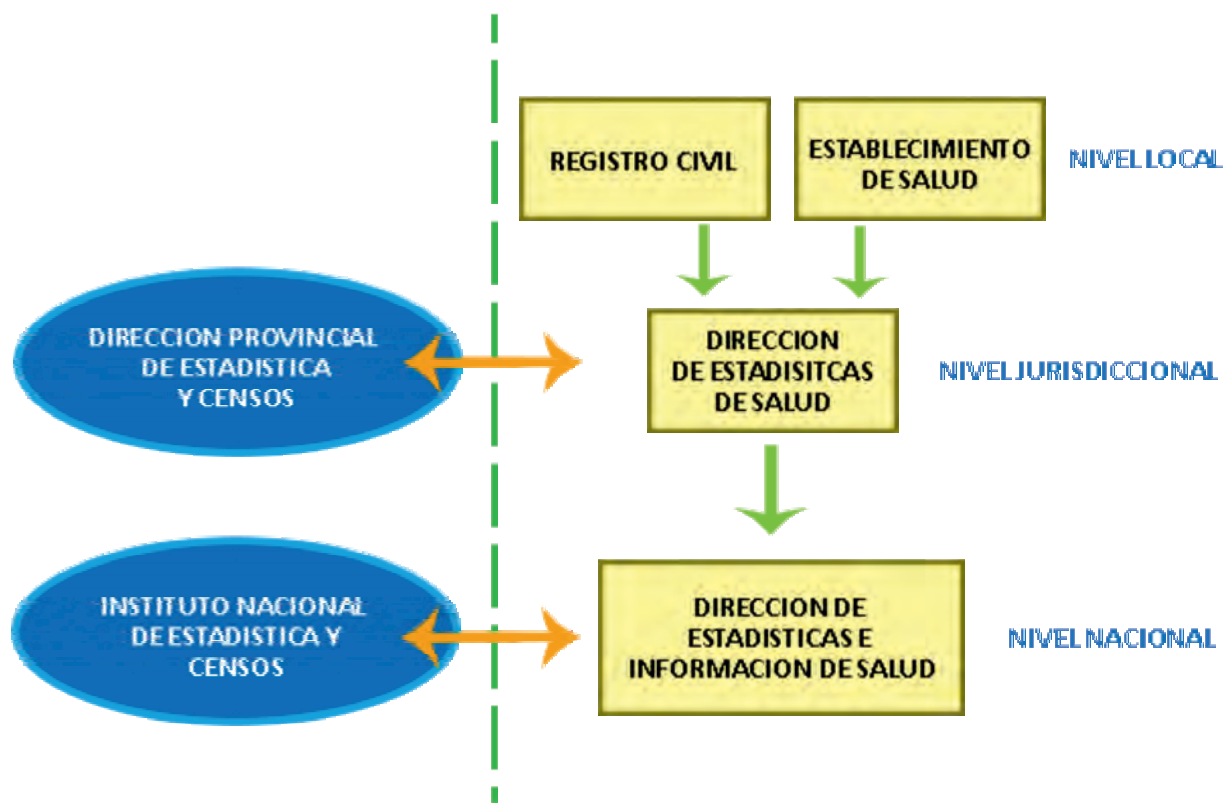 REGISTRO CIVIL
ESTABLECIMIENTO
DE SALUD
NIVEL LOCAL
DIRECCION PROVINCIAL
DE ESTADISTICA
Y CENSOS
DIRECCION
DE ESTADISITCAS
DE SALUD
NIVEL JURISDICCIONAL
INSTITUTO NACIONAL
DE ESTADISTICA Y
CENSOS
DIRECCION DE
ESTADISTICAS E
INFORMACION DE SALUD
NIVEL NACIONAL